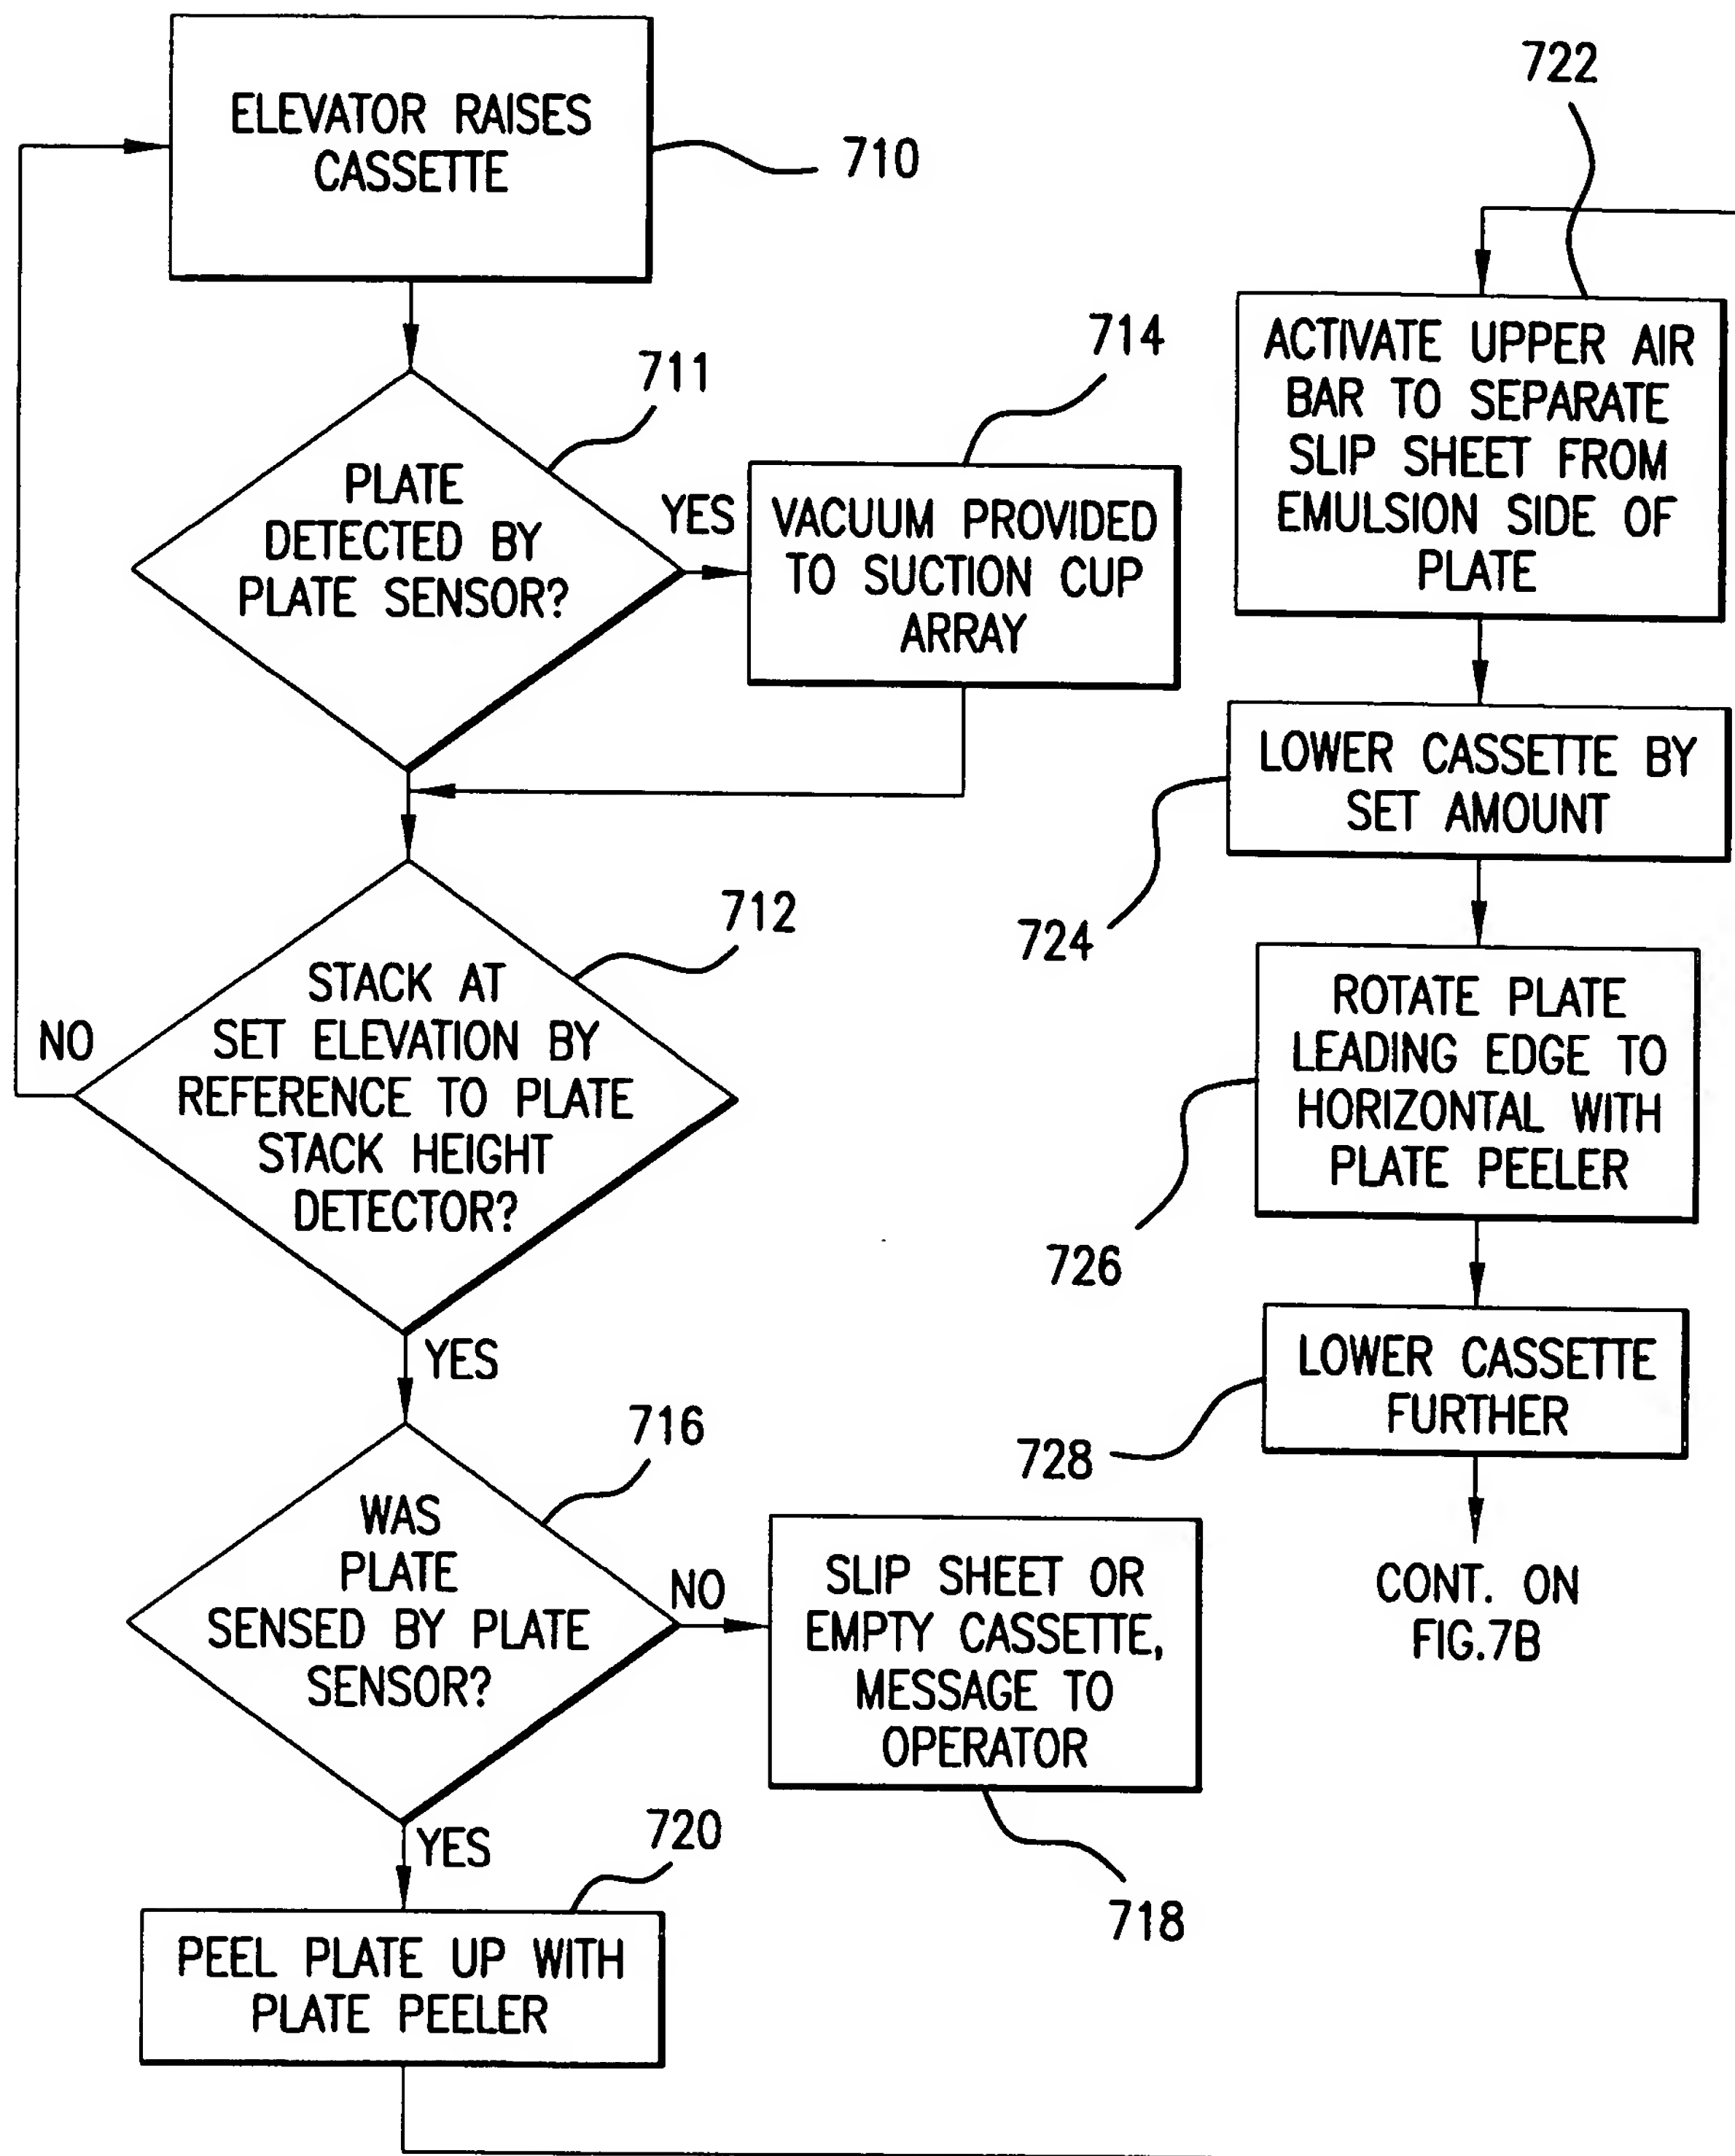 ELEVATOR RAISES
CASSETTE
710
711
PLATE
DETECTED BY
PLATE SENSOR?
YES
714
VACUUM PROVIDED
TO SUCTION CUP
ARRAY
712
STACK AT
SET ELEVATION BY
REFERENCE TO PLATE
STACK HEIGHT
DETECTOR?
NO
YES
716
WAS
PLATE
SENSED BY PLATE
SENSOR?
NO
SLIP SHEET OR
EMPTY CASSETTE,
MESSAGE TO
OPERATOR
718
YES
720
PEEL PLATE UP WITH
PLATE PEELER
722
ACTIVATE UPPER AIR
BAR TO SEPARATE
SLIP SHEET FROM
EMULSION SIDE OF
PLATE
LOWER CASSETTE BY
SET AMOUNT
724
ROTATE PLATE
LEADING EDGE TO
HORIZONTAL WITH
PLATE PEELER
726
LOWER CASSETTE
FURTHER
728
CONT. ON
FIG.7B